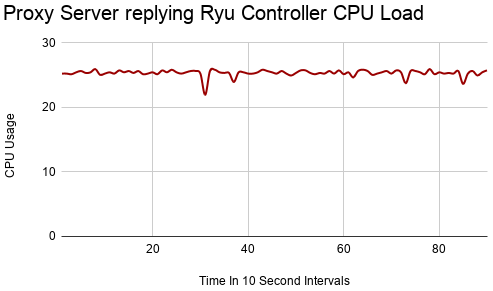 Proxy Server replying Ryu Controller CPU Load
30
20
10
0
CPU Usage
20 40 60 80
Time In 10 Second Intervals